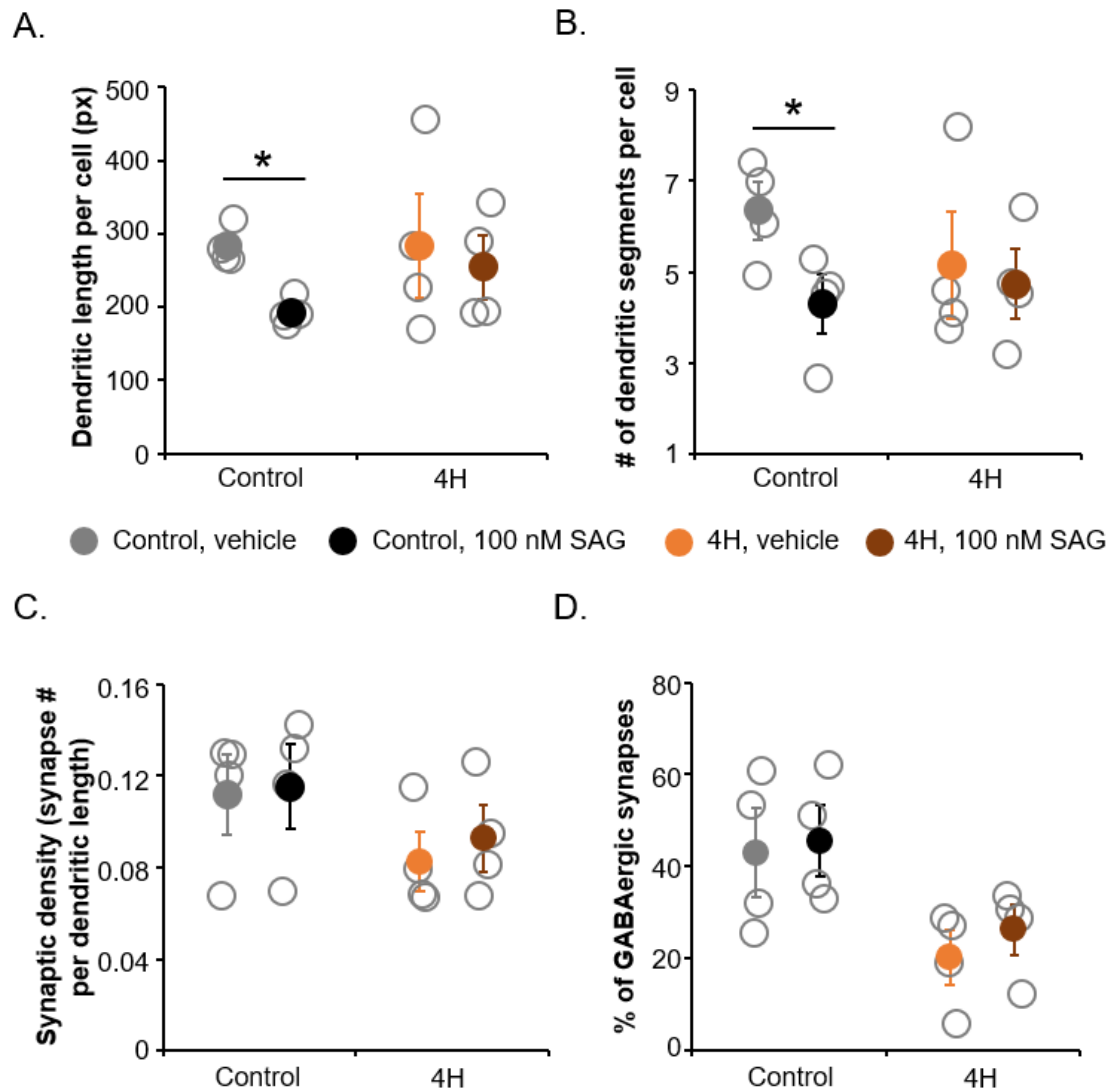 A.
Dendritic length per cell (px)
500
400
300
200
100
0
*
Control
4H
B.
# of dendritic segments per cell
9
7
5
3
1
*
Control
4H
Control, vehicle
Control, 100 nM SAG
4H, vehicle
4H, 100 nM SAG
C.
Synaptic density (synapse #
per dendritic length)
0.16
0.12
0.08
0.04
0
Control
4H
D.
% of GABAergic synapses
80
60
40
20
0
Control
4H